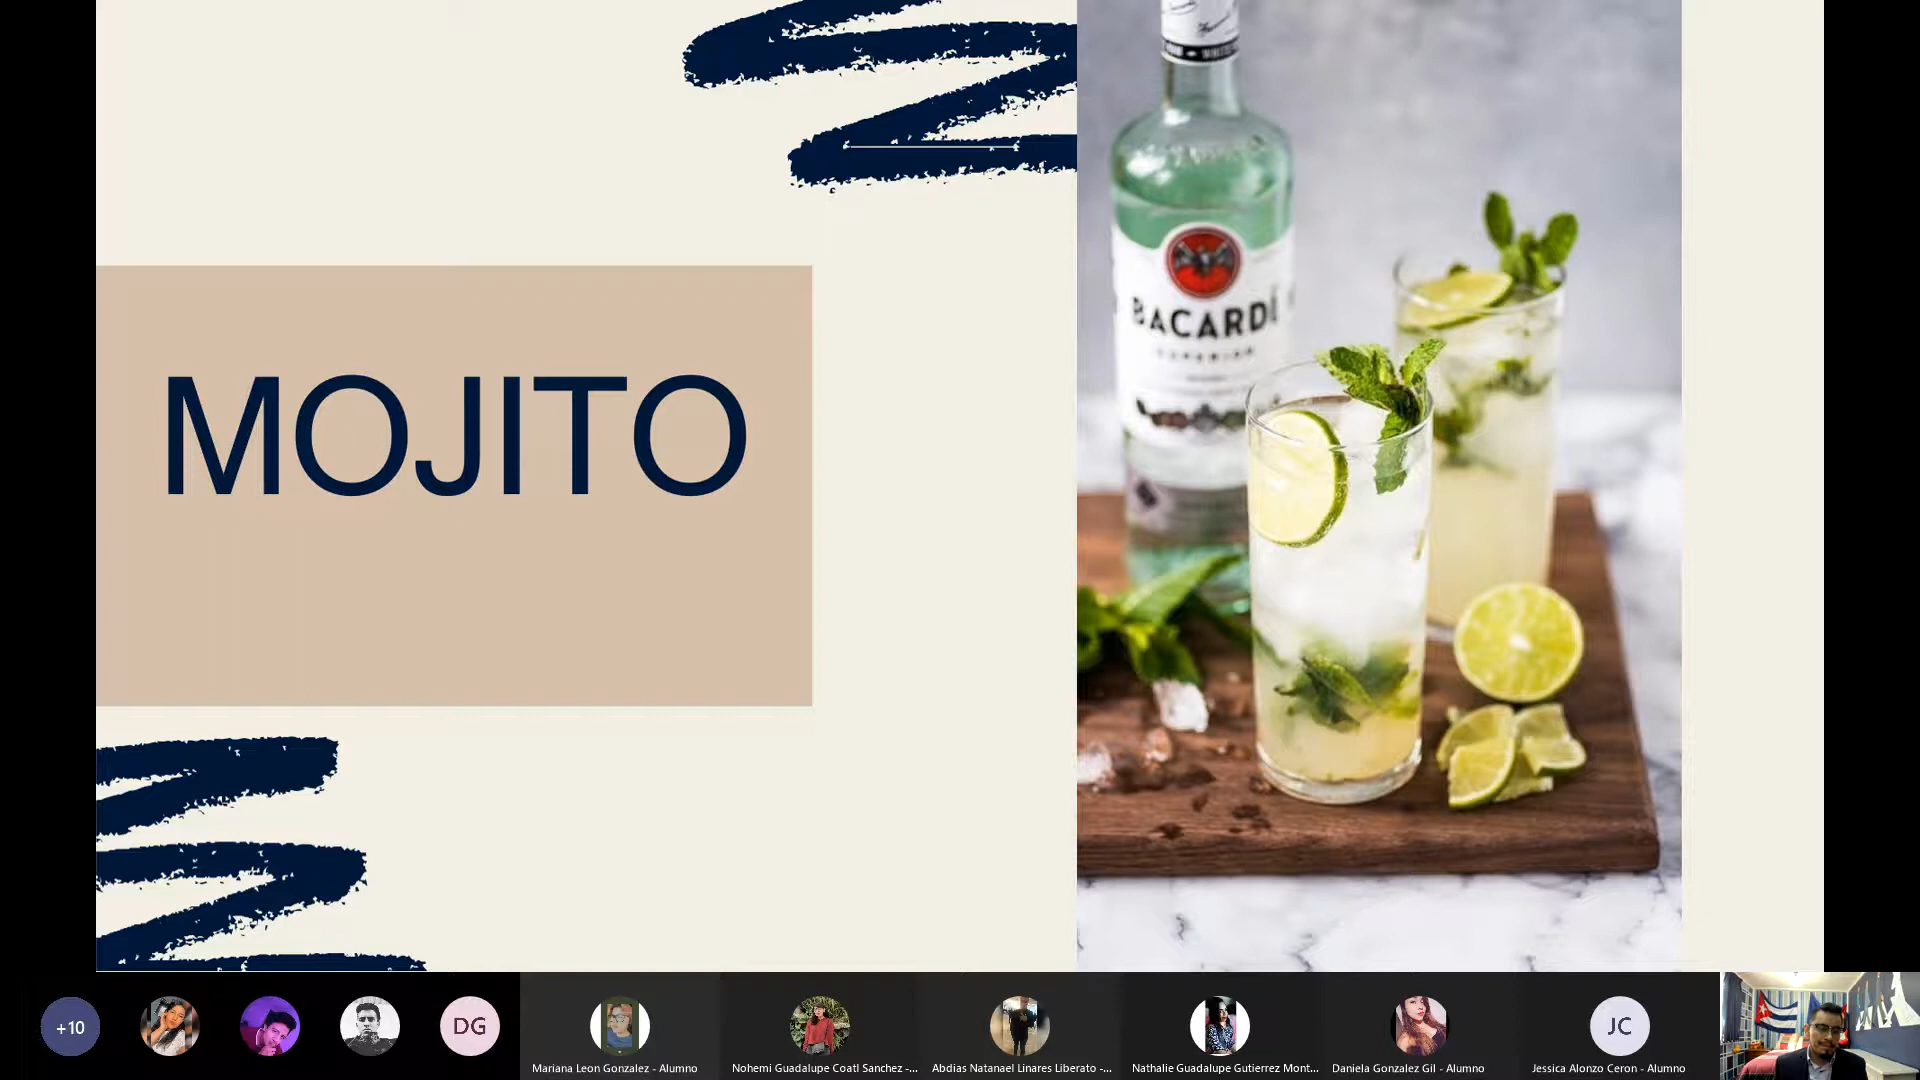 MOJITO
BACARDÍ
SUPERIOR
+10
DG
Mariana Leon Gonzalez - Alumno
Nohemi Guadalupe Coatl Sanchez -...
Abdias Natanael Linares Liberato -...
Nathalie Guadalupe Gutierrez Mont...
Daniela Gonzalez Gil - Alumno
JC
Jessica Alonzo Ceron - Alumno